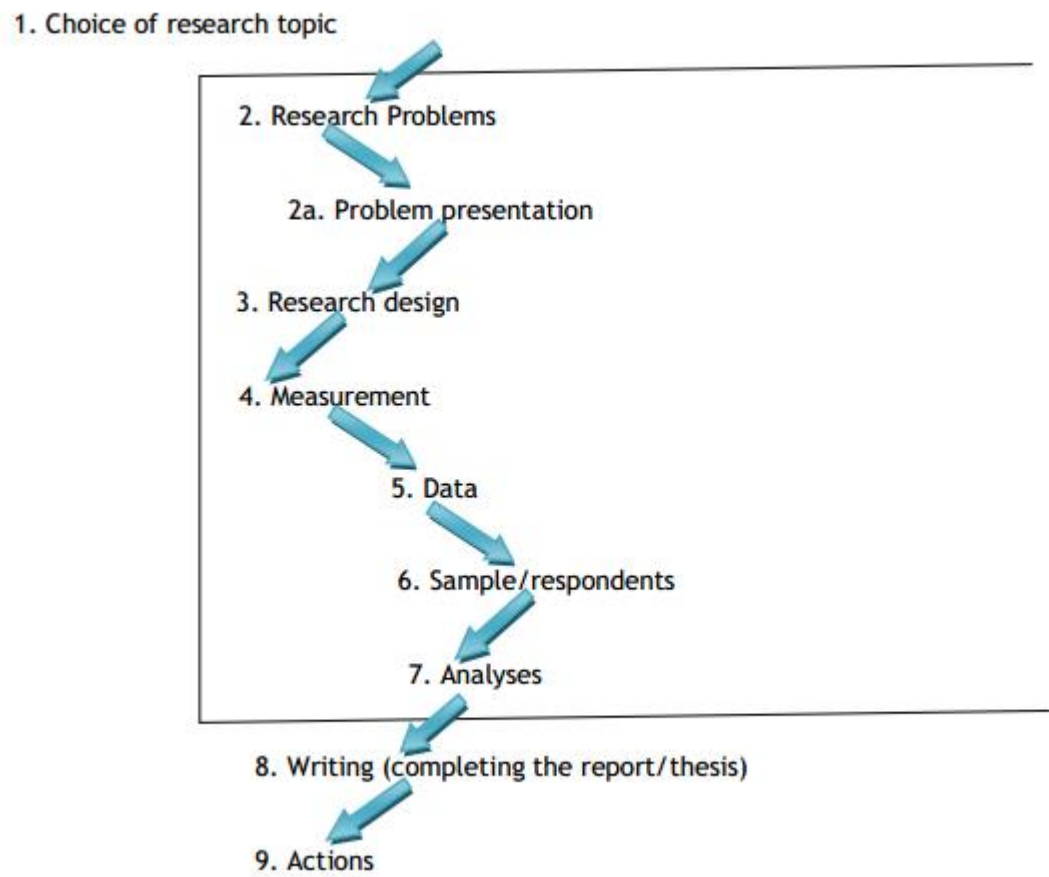 1. Choice of research topic
2. Research Problems
2a. Problem presentation
3. Research design
4. Measurement
5. Data
6. Sample/respondents
7. Analyses
8. Writing (completing the report/thesis)
9. Actions